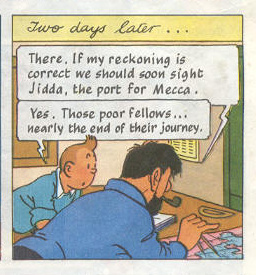 Two days later ...
There. If my reckoning is
correct we should soon sight
Jidda, the port for Mecca.
Yes. Those poor fellows...
nearly the end of their journey.